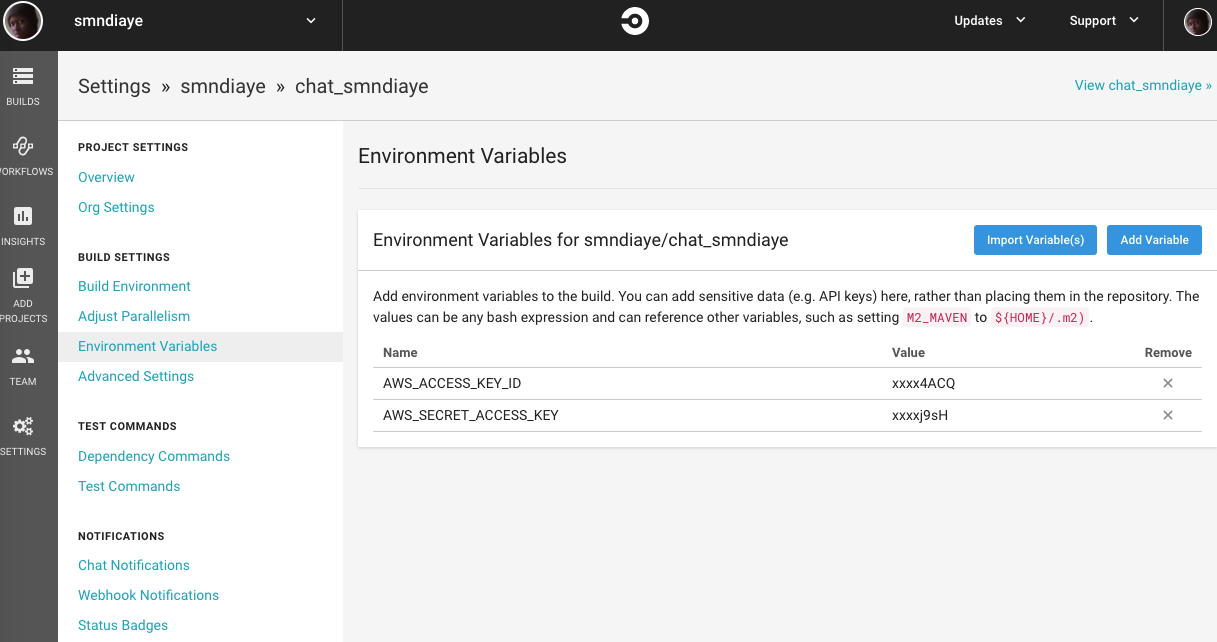 smndiaye
Updates
Support
BUILDS
WORKFLOWS
INSIGHTS
ADD
PROJECTS
TEAM
SETTINGS
Settings » smndiaye » chat_smndiaye
View chat_smndiaye »
PROJECT SETTINGS
Overview
Org Settings
BUILD SETTINGS
Build Environment
Adjust Parallelism
Environment Variables
Advanced Settings
TEST COMMANDS
Dependency Commands
Test Commands
NOTIFICATIONS
Chat Notifications
Webhook Notifications
Status Badges
Environment Variables
Environment Variables for smndiaye/chat_smndiaye
Import Variable(s)
Add Variable
Add environment variables to the build. You can add sensitive data (e.g. API keys) here, rather than placing them in the repository. The
values can be any bash expression and can reference other variables, such as setting M2_MAVEN to ${HOME}/.m2) .
Name Value Remove
AWS_ACCESS_KEY_ID xxxx4ACQ
AWS_SECRET_ACCESS_KEY xxxxj9sH